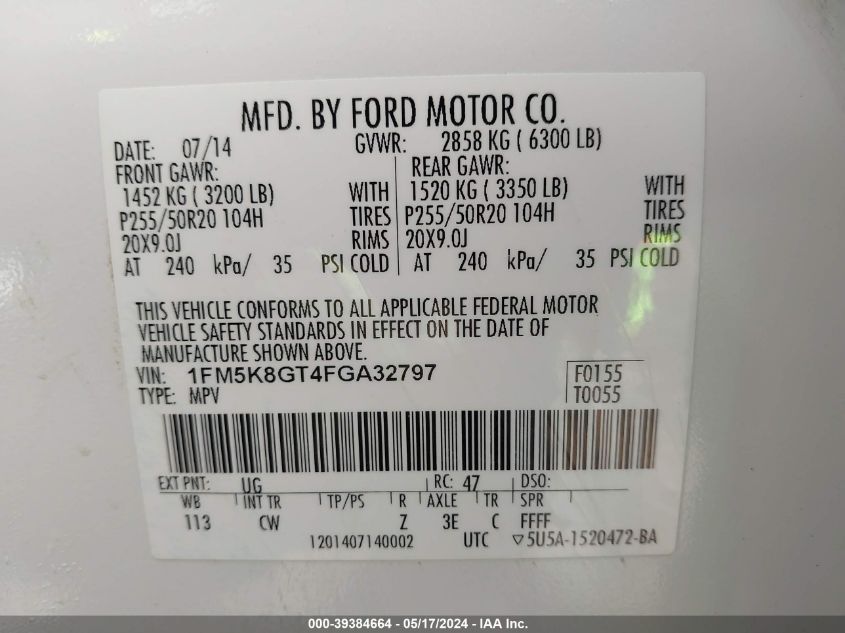 MFD. BY FORD MOTOR CO.
DATE: 07/14 GVWR: 2858 KG ( 6300 LB)
FRONT GAWR: REAR GAWR:
1452 KG ( 3200 LB) WITH 1520 KG ( 3350 LB) WITH
P255/50R20 104H TIRES P255/50R20 104H TIRES
20X9.0J RIMS 20X9.0J RIMS
AT 240 kPa/ 35 PSI COLD AT 240 kPa/ 35 PSI COLD
THIS VEHICLE CONFORMS TO ALL APPLICABLE FEDERAL MOTOR
VEHICLE SAFETY STANDARDS IN EFFECT ON THE DATE OF
MANUFACTURE SHOWN ABOVE.
VIN: 1FM5K8GT4FGA32797 F0155
TYPE: MPV T0055
EXT PNT: UG RC: 47 DSO:
WB INT TR TP/PS R AXLE TR SPR
113 CW Z 3E C FFFF
1201407140002 UTC ▽5U5A-1520472-BA
000-39384664 - 05/17/2024 - IAA Inc.